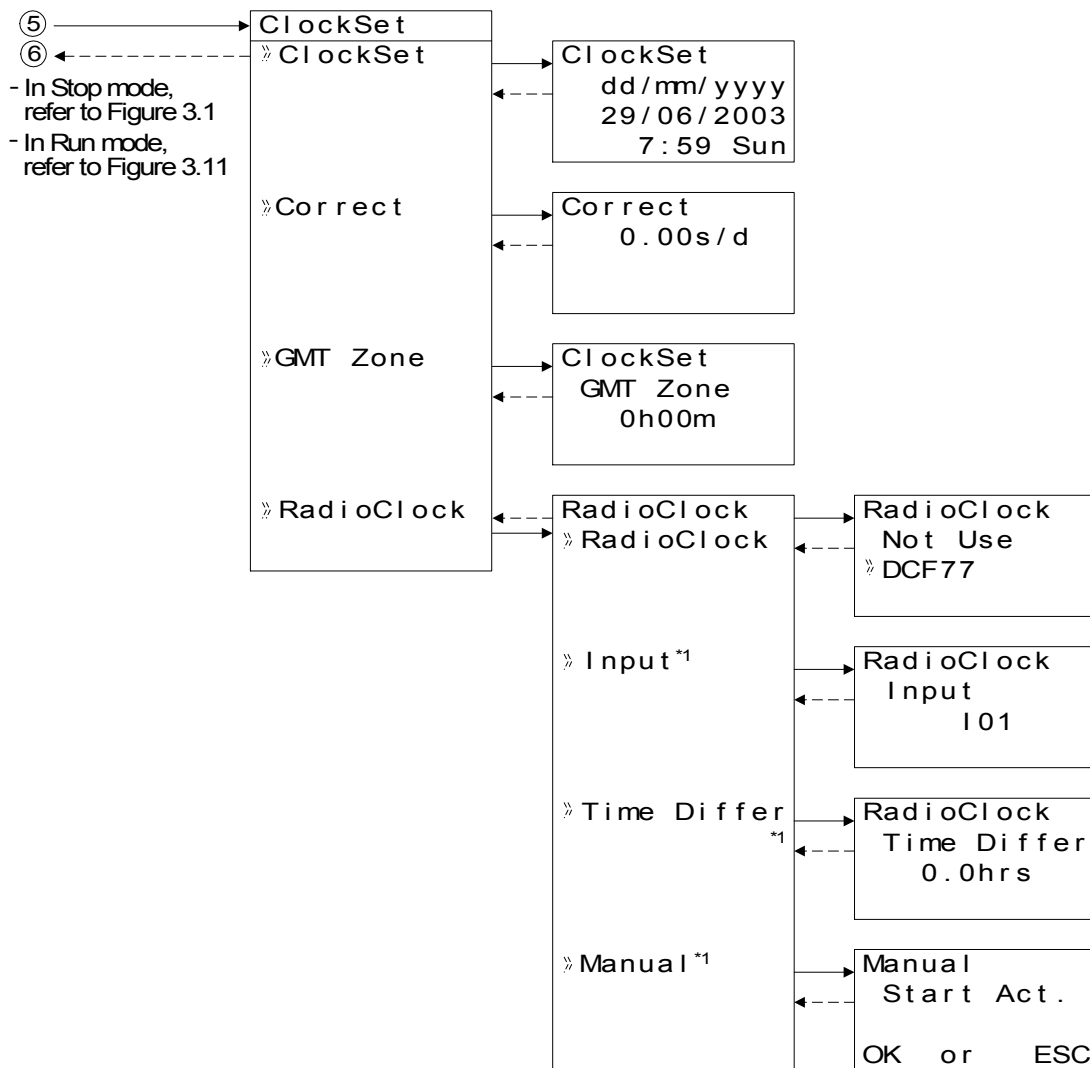 ⑤
⑥
- In Stop mode,
refer to Figure 3.1
- In Run mode,
refer to Figure 3.11
ClockSet
» ClockSet
» Correct
» GMT Zone
» RadioClock
ClockSet
dd/mm/yyyy
29/06/2003
7:59 Sun
Correct
0.00s/d
ClockSet
GMT Zone
0h00m
RadioClock
» RadioClock
» Input*1
» Time Differ
*1
» Manual*1
RadioClock
Not Use
» DCF77
RadioClock
Input
I01
RadioClock
Time Differ
0.0hrs
Manual
Start Act.
OK or ESC